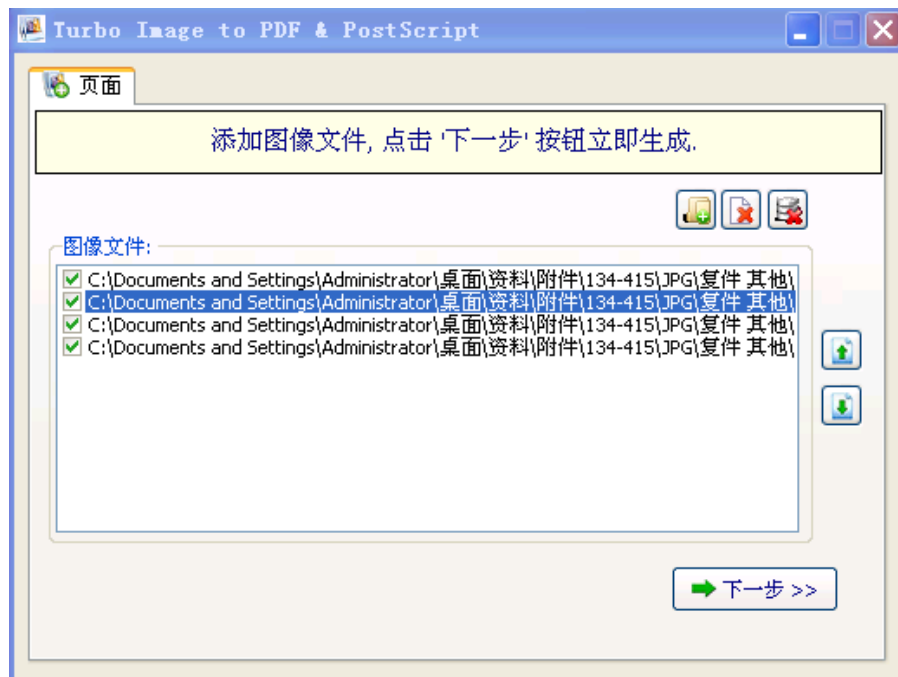 Turbo Image to PDF & PostScript
页面
添加图像文件, 点击 '下一步' 按钮立即生成.
图像文件:
C:\Documents and Settings\Administrator\桌面\资料\附件\134-415\JPG\复件 其他\
C:\Documents and Settings\Administrator\桌面\资料\附件\134-415\JPG\复件 其他\
C:\Documents and Settings\Administrator\桌面\资料\附件\134-415\JPG\复件 其他\
C:\Documents and Settings\Administrator\桌面\资料\附件\134-415\JPG\复件 其他\
下一步 >>